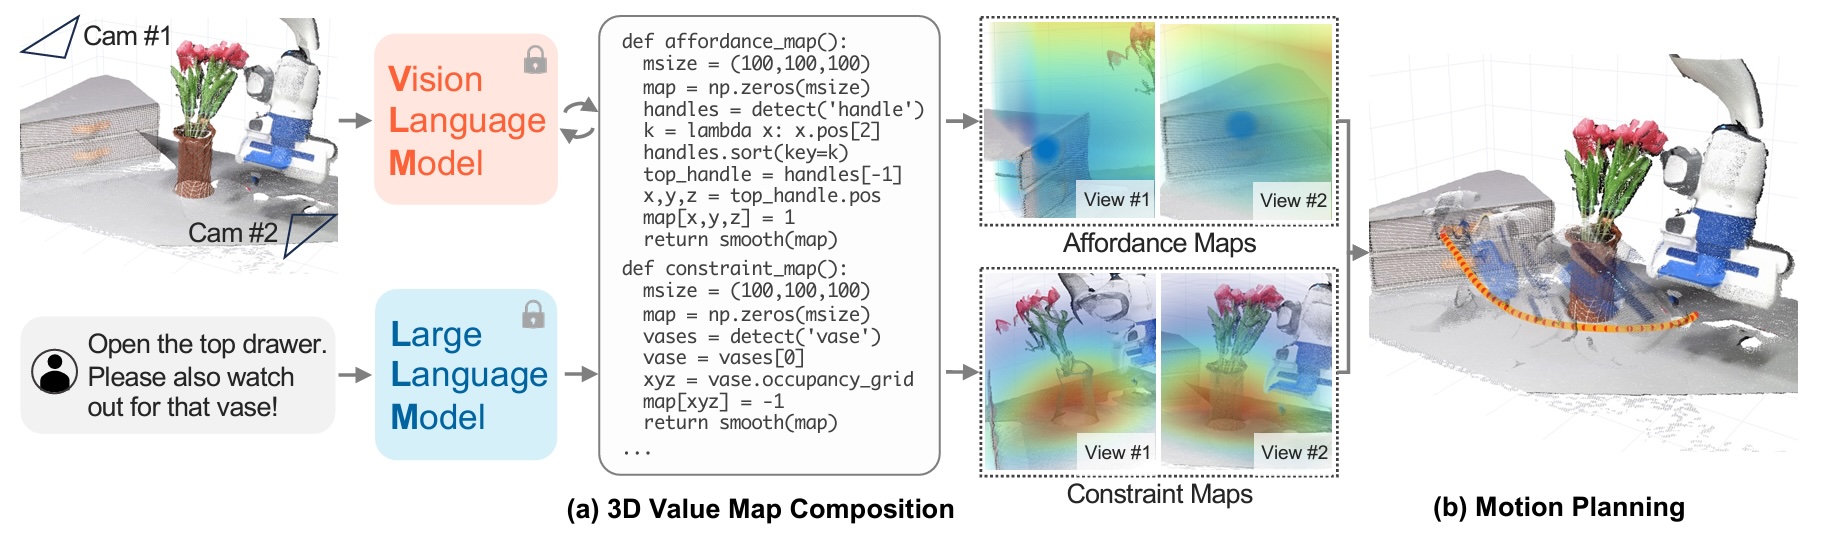 Cam #1
Cam #2
Open the top drawer.
Please also watch
out for that vase!
Vision
Language
Model
Large
Language
Model
def affordance_map():
  msize = (100,100,100)
  map = np.zeros(msize)
  handles = detect('handle')
  k = lambda x: x.pos[2]
  handles.sort(key=k)
  top_handle = handles[-1]
  x,y,z = top_handle.pos
  map[x,y,z] = 1
  return smooth(map)
def constraint_map():
  msize = (100,100,100)
  map = np.zeros(msize)
  vases = detect('vase')
  vase = vases[0]
  xyz = vase.occupancy_grid
  map[xyz] = -1
  return smooth(map)
...
View #1
View #2
Affordance Maps
View #1
View #2
Constraint Maps
(a) 3D Value Map Composition
(b) Motion Planning